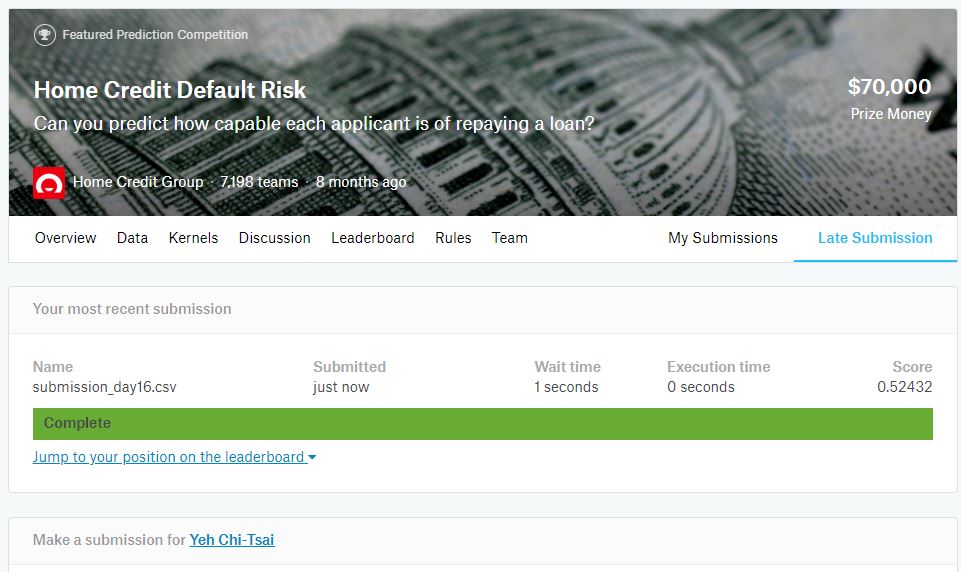 Featured Prediction Competition
Home Credit Default Risk
$70,000
Can you predict how capable each applicant is of repaying a loan?
Prize Money
Home Credit Group · 7,198 teams · 8 months ago
Overview Data Kernels Discussion Leaderboard Rules Team My Submissions Late Submission
Your most recent submission
Name Submitted Wait time Execution time Score
submission_day16.csv just now 1 seconds 0 seconds 0.52432
Complete
Jump to your position on the leaderboard
Make a submission for Yeh Chi-Tsai